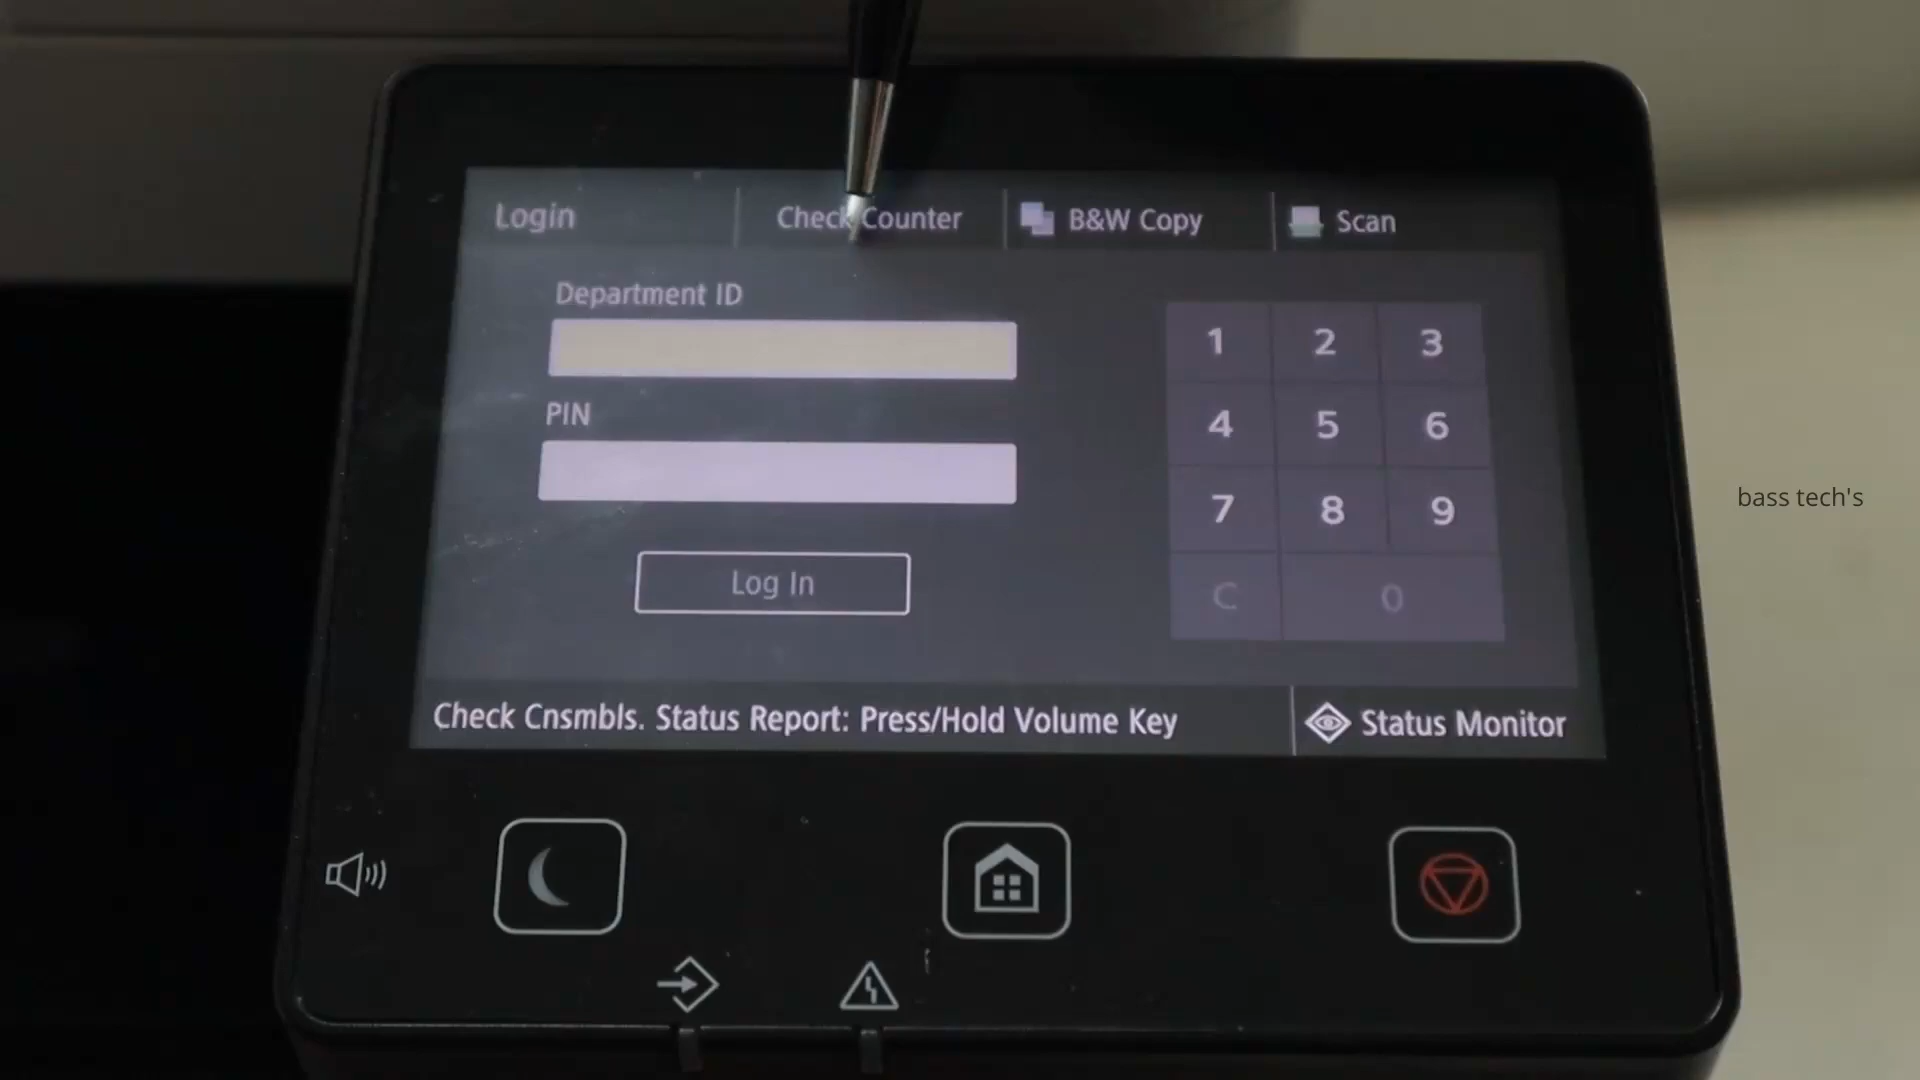 Login
Check Counter
B&W Copy
Scan
Department ID
PIN
Log In
1 2 3
4 5 6
7 8 9
C 0
Check Cnsmbls. Status Report: Press/Hold Volume Key
Status Monitor
bass tech's